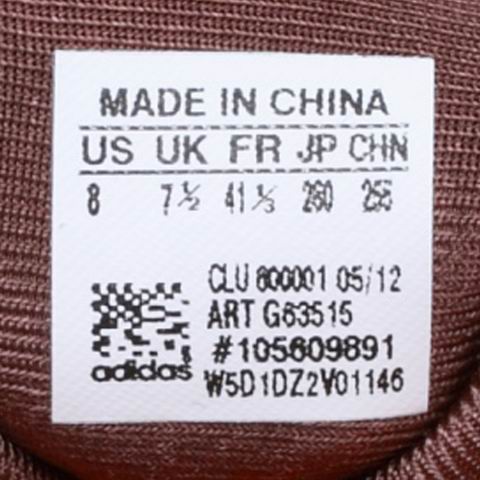 MADE IN CHINA
US UK FR JP CHN
8 7½ 41⅓ 260 255
CLU 600001 05/12
ART G63515
#105609891
adidas W5D1DZ2V01146